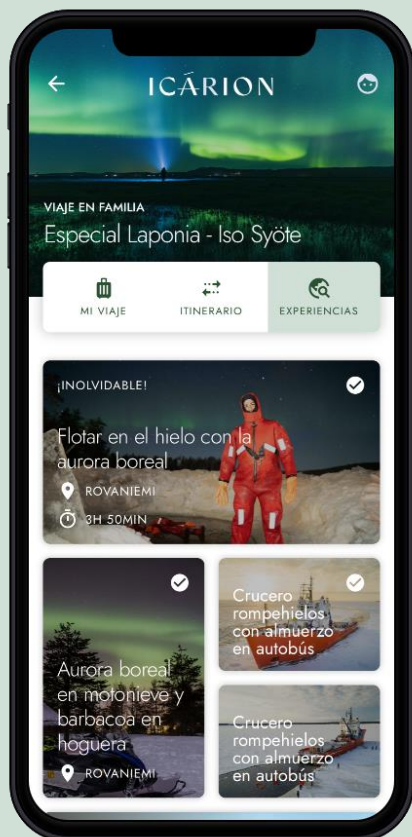 ICÁRION
VIAJE EN FAMILIA
Especial Laponia - Iso Syöte
MI VIAJE
ITINERARIO
EXPERIENCIAS
¡INOLVIDABLE!
Flotar en el hielo con la
aurora boreal
ROVANIEMI
3H 50MIN
Aurora boreal
en motonieve y
barbacoa en
hoguera
ROVANIEMI
Crucero
rompehielos
con almuerzo
en autobús
Crucero
rompehielos
con almuerzo
en autobús